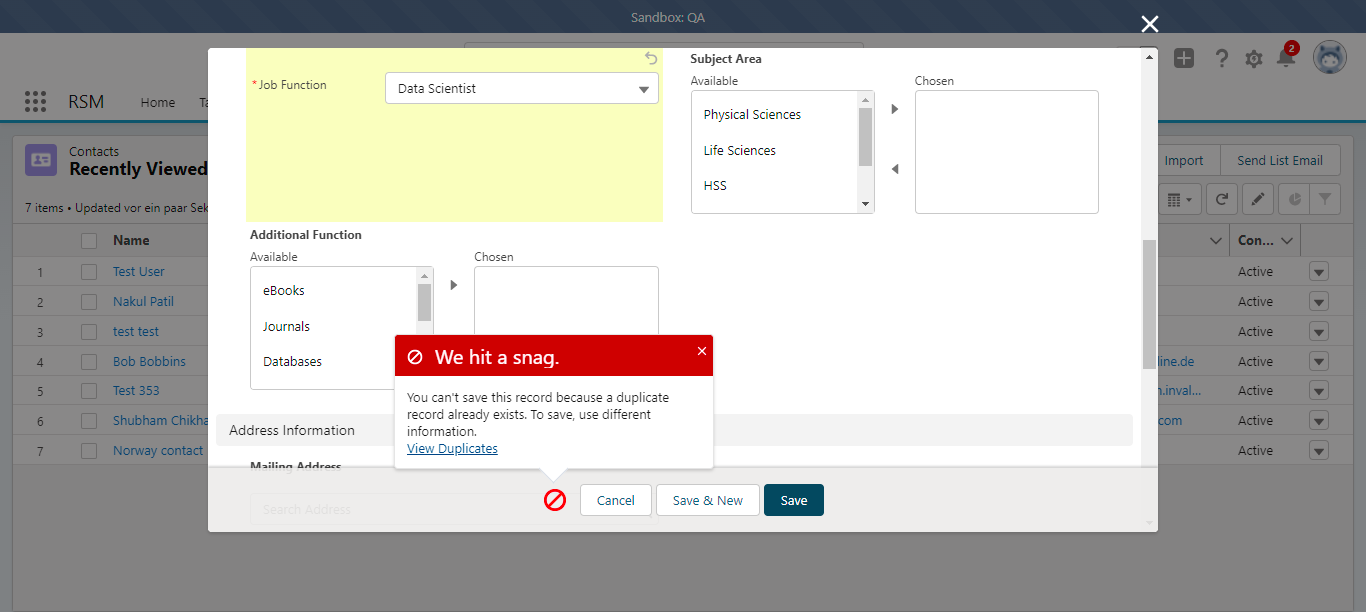 Sandbox: QA
2
RSM
Home
Contacts
Recently Viewed
7 items • Updated vor ein paar Sek
Import
Send List Email
Name
Con...
1
Test User
Active
2
Nakul Patil
Active
3
test test
Active
4
Bob Bobbins
line.de
Active
5
Test 353
n.inval...
Active
6
Shubham Chikha
com
Active
7
Norway contact
Active
*Job Function
Data Scientist
Subject Area
Available
Chosen
Physical Sciences
Life Sciences
HSS
Additional Function
Available
Chosen
eBooks
Journals
Databases
We hit a snag.
You can't save this record because a duplicate
record already exists. To save, use different
information.
View Duplicates
Address Information
Mailing Address
Search Address
Cancel
Save & New
Save